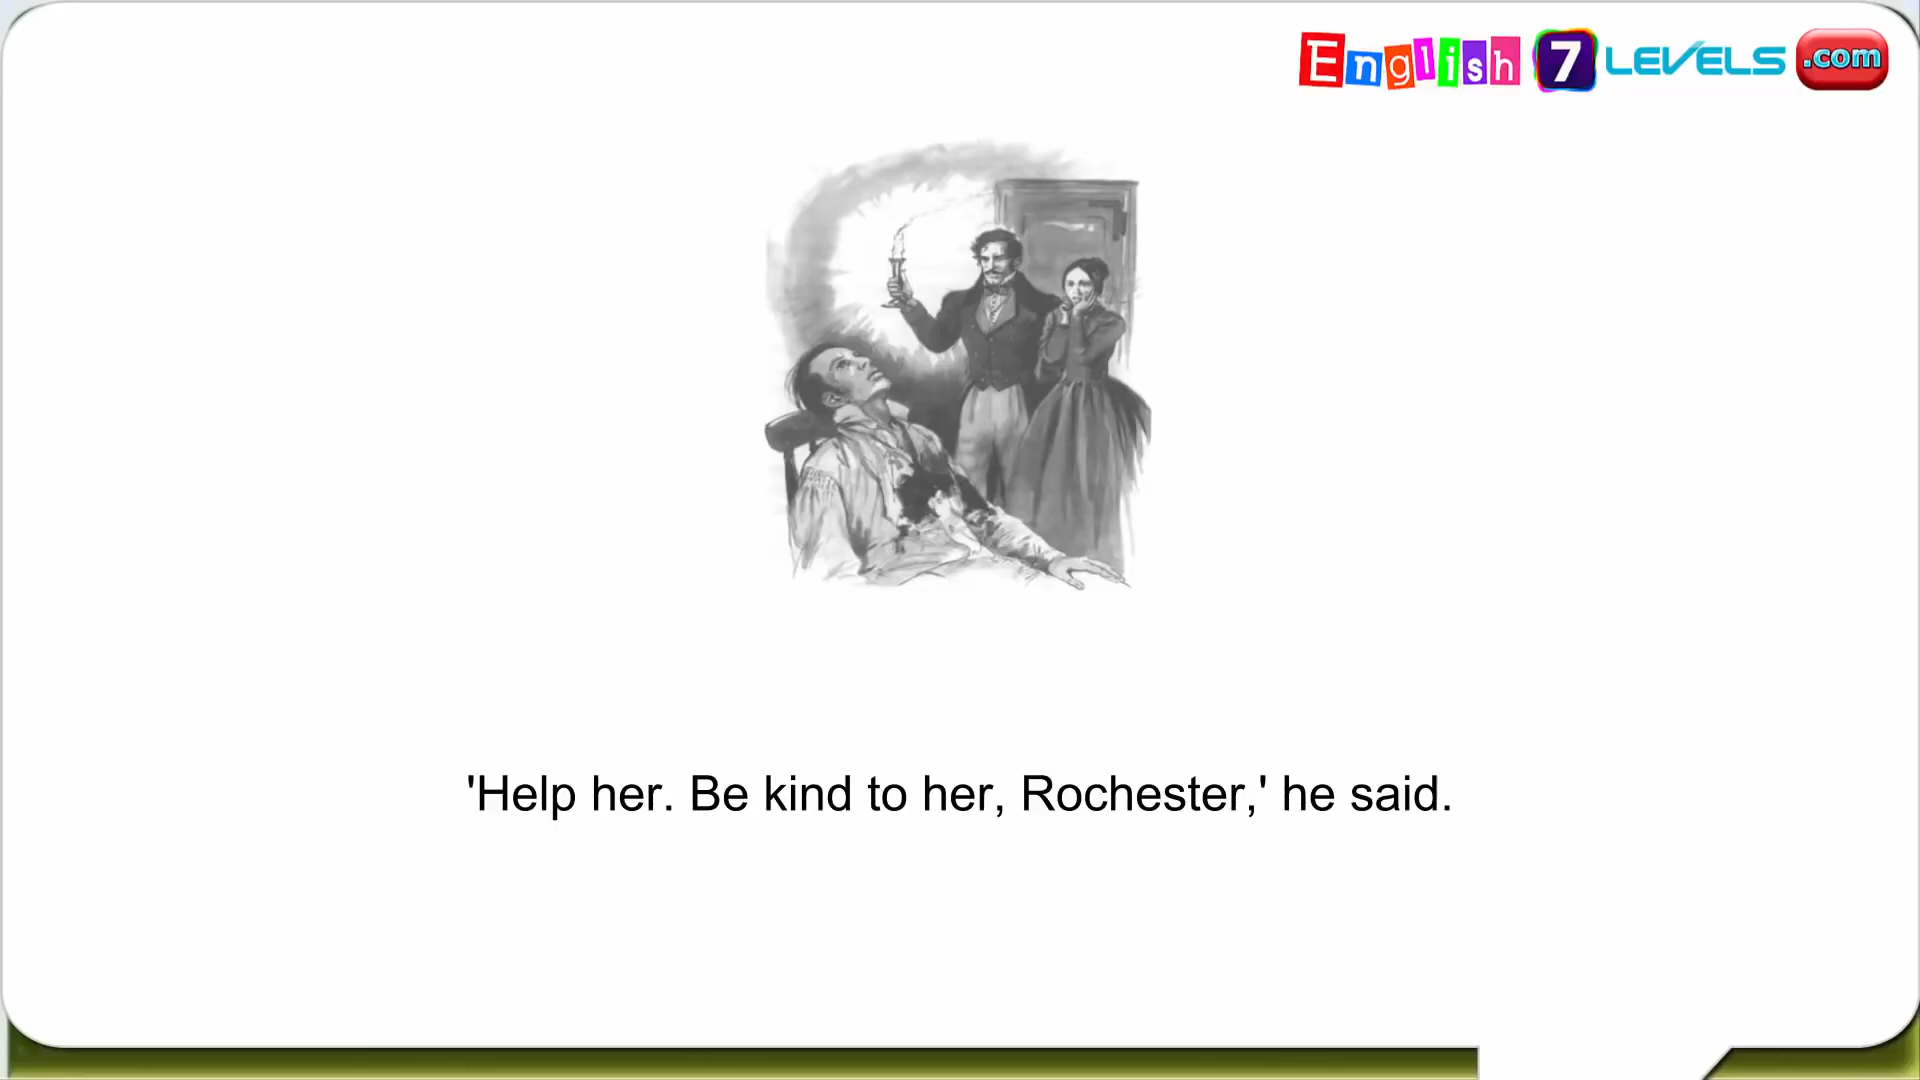 English 7 LEVELS .com
'Help her. Be kind to her, Rochester,' he said.